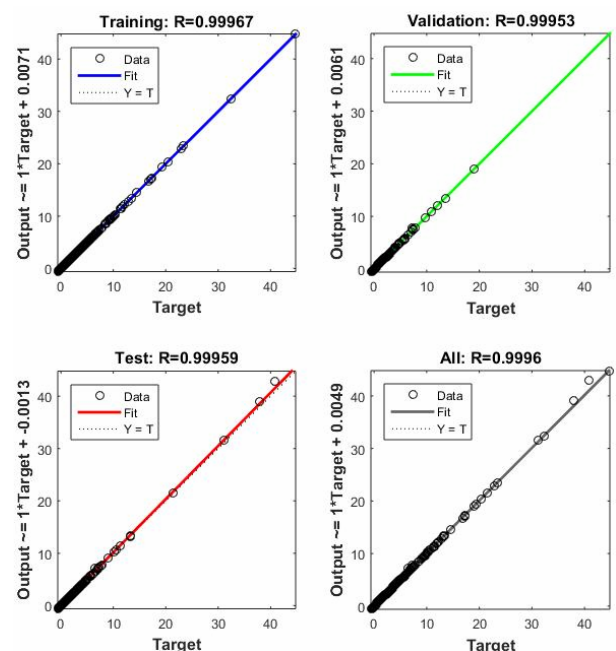 Training: R=0.99967
Output ~= 1*Target + 0.0071
Data
Fit
Y = T
40
30
20
10
0
0 10 20 30 40
Target
Validation: R=0.99953
Output ~= 1*Target + 0.0061
Data
Fit
Y = T
40
30
20
10
0
0 10 20 30 40
Target
Test: R=0.99959
Output ~= 1*Target + -0.0013
Data
Fit
Y = T
40
30
20
10
0
0 10 20 30 40
Target
All: R=0.9996
Output ~= 1*Target + 0.0049
Data
Fit
Y = T
40
30
20
10
0
0 10 20 30 40
Target